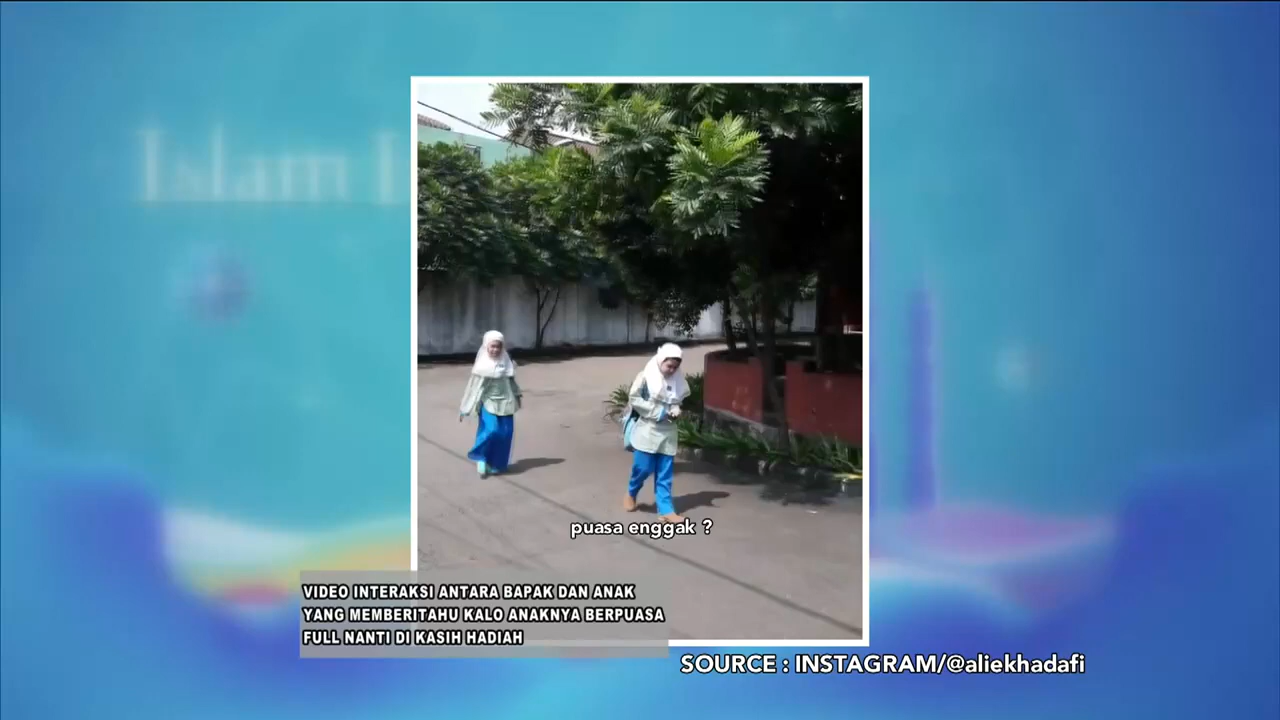 Islam I
puasa enggak ?
VIDEO INTERAKSI ANTARA BAPAK DAN ANAK
YANG MEMBERITAHU KALO ANAKNYA BERPUASA
FULL NANTI DI KASIH HADIAH
SOURCE : INSTAGRAM/@aliekhadafi